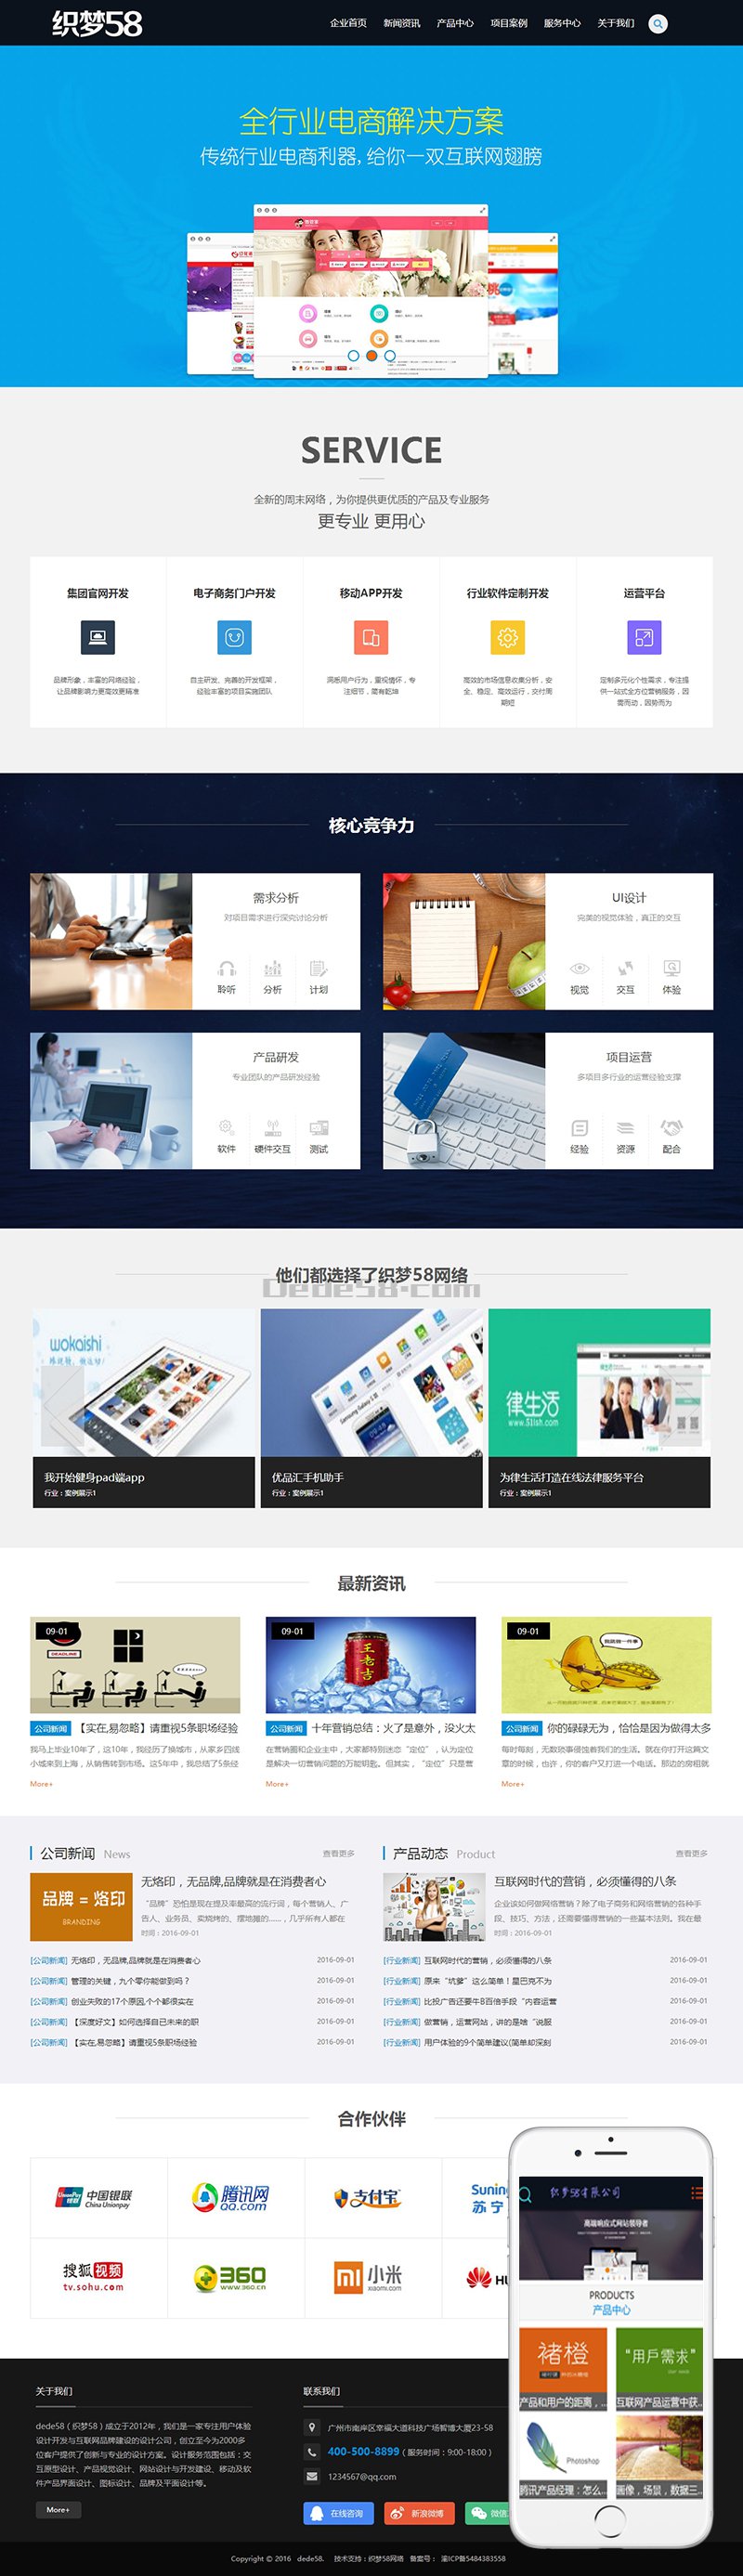 织梦58
企业首页 新闻资讯 产品中心 项目案例 服务中心 关于我们
全行业电商解决方案
传统行业电商利器,给你一双互联网翅膀
SERVICE
全新的周末网络，为你提供更优质的产品及专业服务
更专业 更用心
集团官网开发 电子商务门户开发 移动APP开发 行业软件定制开发 运营平台
品牌形象，丰富的网络经验，
让品牌影响力更高效更精准
自主研发、完善的开发框架，
经验丰富的项目实施团队
洞悉用户行为，重视情怀，专
注细节，简有乾坤
高效的市场信息收集分析，安
全、稳定、高效运行，交付周
期短
定制多元化个性需求，专注提
供一站式全方位营销服务，因
需而动，因势而为
核心竞争力
需求分析
对项目需求进行深究讨论分析
聆听 分析 计划
UI设计
完美的视觉体验，真正的交互
视觉 交互 体验
产品研发
专业团队的产品研发经验
软件 硬件交互 测试
项目运营
多项目多行业的运营经验支撑
经验 资源 配合
他们都选择了织梦58网络
Dede58.com
wokaishi
Samsung Galaxy S III
律生活
www.51lsh.com
我开始健身pad端app
行业：案例展示1
优品汇手机助手
行业：案例展示1
为律生活打造在线法律服务平台
行业：案例展示1
最新资讯
09-01
DEADLINE
09-01
王老吉
09-01
公司新闻 【实在,易忽略】请重视5条职场经验
我马上毕业10年了，这10年，我经历了换城市，从家乡四线
小城来到上海，从销售转到市场。这5年中，我总结了5条经
More+
公司新闻 十年营销总结：火了是意外，没火太
在营销圈和企业主中，大家都特别迷恋“定位”，认为定位
是解决一切营销问题的万能钥匙。但其实，“定位”只是营
More+
公司新闻 你的碌碌无为，恰恰是因为做得太多
每时每刻，无数琐事侵蚀着我们的生活。就在你打开这篇文
章的时候，也许，你的客户又打进一个电话。那边的房租就
More+
公司新闻 News 查看更多
品牌 = 烙印
BRANDING
无烙印，无品牌,品牌就是在消费者心
“品牌”恐怕是现在提及率最高的流行词，每个营销人、广
告人、业务员、卖烧烤的、摆地摊的……，几乎所有人都在
时间：2016-09-01
[公司新闻] 无烙印，无品牌,品牌就是在消费者心 2016-09-01
[公司新闻] 管理的关键，九个零你能做到吗？ 2016-09-01
[公司新闻] 创业失败的17个原因,个个都很实在 2016-09-01
[公司新闻] 【深度好文】如何选择自己未来的职 2016-09-01
[公司新闻] 【实在,易忽略】请重视5条职场经验 2016-09-01
产品动态 Product 查看更多
互联网时代的营销，必须懂得的八条
企业该如何做网络营销？除了电子商务和网络营销的各种手
段、技巧、方法，还需要懂得营销的一些基本法则。我在最
时间：2016-09-01
[行业新闻] 互联网时代的营销，必须懂得的八条 2016-09-01
[行业新闻] 原来“坑爹”这么简单！星巴克不为 2016-09-01
[行业新闻] 比投广告还要牛B百倍手段“内容运营 2016-09-01
[行业新闻] 做营销，运营网站，讲的是啥“说服 2016-09-01
[行业新闻] 用户体验的9个简单建议(简单却深刻 2016-09-01
合作伙伴
UnionPay 银联 中国银联 China Unionpay
腾讯网 QQ.com
支付宝
Suning
苏宁
搜狐视频
tv.sohu.com
360
www.360.cn
小米
xiaomi.com
HU
织梦58有限公司
高端响应式网站领导者
PRODUCTS
产品中心
褚橙
“用戶需求”
产品和用户的距离，...
互联网产品运营中获...
Photoshop
腾讯产品经理：怎么...
画像，场景，数据三...
关于我们
dede58（织梦58）成立于2012年，我们是一家专注用户体验
设计开发与互联网品牌建设的设计公司，创立至今为2000多
位客户提供了创新与专业的设计方案。设计服务范围包括：交
互原型设计、产品视觉设计、网站设计与开发建设、移动及软
件产品界面设计、图标设计、品牌及平面设计等。
More+
联系我们
广州市南岸区幸福大道科技广场智博大厦23-58
400-500-8899（服务时间：9:00-18:00）
1234567@qq.com
在线咨询 新浪微博 微信
Copyright © 2016 dede58. 技术支持：织梦58网络 备案号： 渝ICP备5484383558